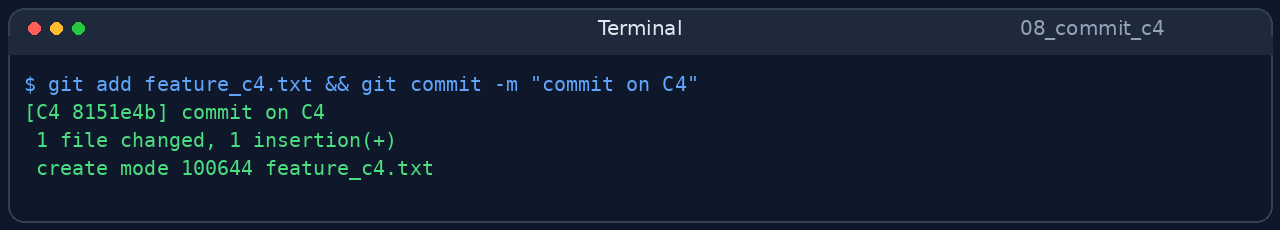 Terminal
08_commit_c4
$ git add feature_c4.txt && git commit -m "commit on C4"
[C4 8151e4b] commit on C4
 1 file changed, 1 insertion(+)
 create mode 100644 feature_c4.txt